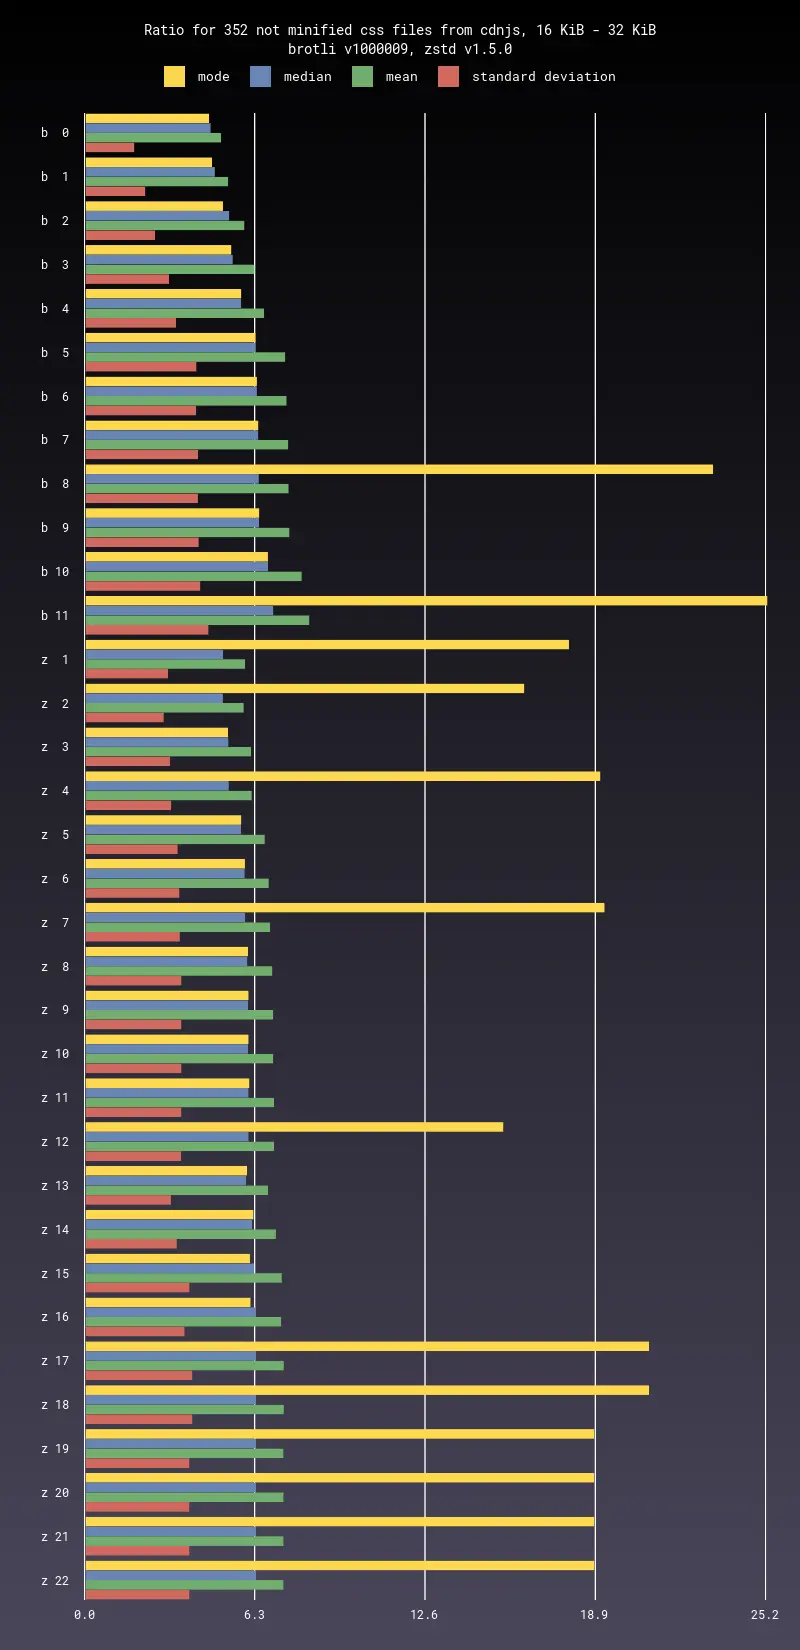 Ratio for 352 not minified css files from cdnjs, 16 KiB - 32 KiB
brotli v1000009, zstd v1.5.0
mode median mean standard deviation
b 0
b 1
b 2
b 3
b 4
b 5
b 6
b 7
b 8
b 9
b 10
b 11
z 1
z 2
z 3
z 4
z 5
z 6
z 7
z 8
z 9
z 10
z 11
z 12
z 13
z 14
z 15
z 16
z 17
z 18
z 19
z 20
z 21
z 22
0.0 6.3 12.6 18.9 25.2